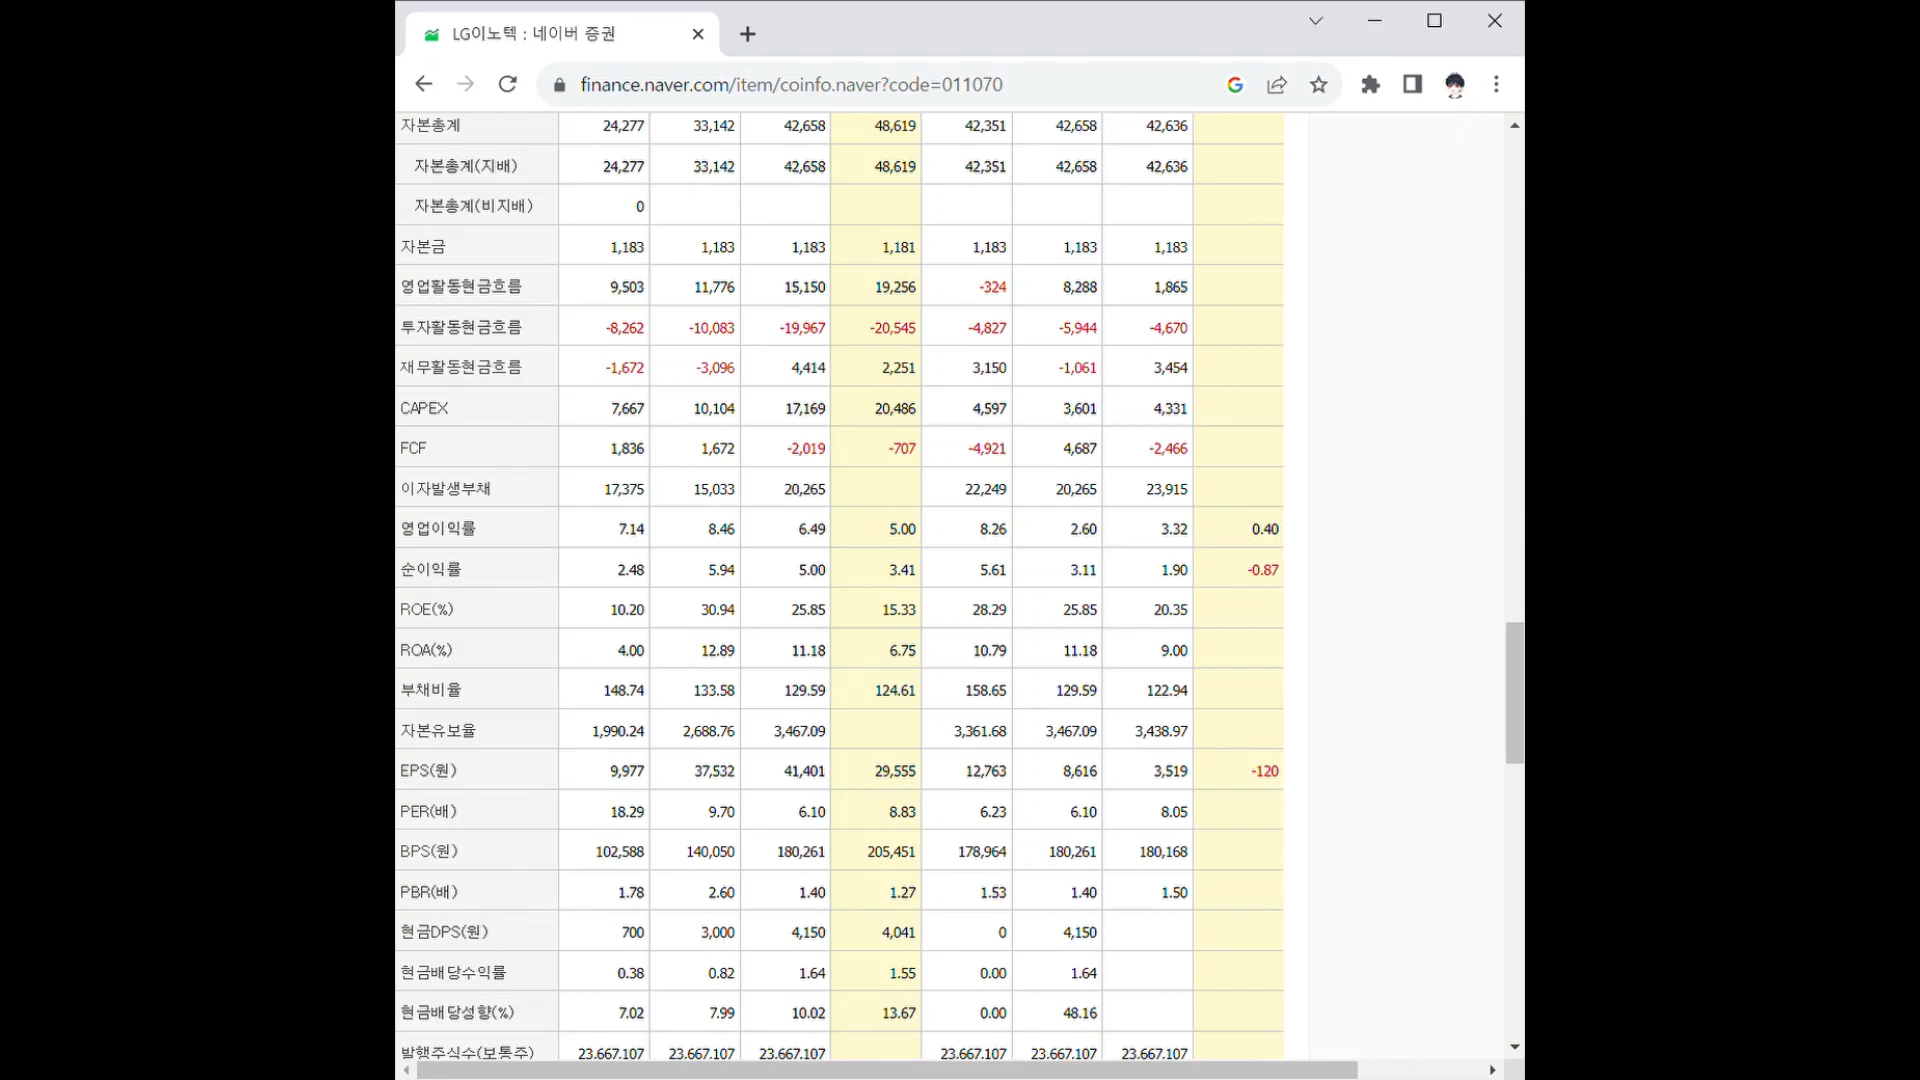 LG이노텍 : 네이버 증권
finance.naver.com/item/coinfo.naver?code=011070
자본총계 24,277 33,142 42,658 48,619 42,351 42,658 42,636
자본총계(지배) 24,277 33,142 42,658 48,619 42,351 42,658 42,636
자본총계(비지배) 0
자본금 1,183 1,183 1,183 1,181 1,183 1,183 1,183
영업활동현금흐름 9,503 11,776 15,150 19,256 -324 8,288 1,865
투자활동현금흐름 -8,262 -10,083 -19,967 -20,545 -4,827 -5,944 -4,670
재무활동현금흐름 -1,672 -3,096 4,414 2,251 3,150 -1,061 3,454
CAPEX 7,667 10,104 17,169 20,486 4,597 3,601 4,331
FCF 1,836 1,672 -2,019 -707 -4,921 4,687 -2,466
이자발생부채 17,375 15,033 20,265 22,249 20,265 23,915
영업이익률 7.14 8.46 6.49 5.00 8.26 2.60 3.32 0.40
순이익률 2.48 5.94 5.00 3.41 5.61 3.11 1.90 -0.87
ROE(%) 10.20 30.94 25.85 15.33 28.29 25.85 20.35
ROA(%) 4.00 12.89 11.18 6.75 10.79 11.18 9.00
부채비율 148.74 133.58 129.59 124.61 158.65 129.59 122.94
자본유보율 1,990.24 2,688.76 3,467.09 3,361.68 3,467.09 3,438.97
EPS(원) 9,977 37,532 41,401 29,555 12,763 8,616 3,519 -120
PER(배) 18.29 9.70 6.10 8.83 6.23 6.10 8.05
BPS(원) 102,588 140,050 180,261 205,451 178,964 180,261 180,168
PBR(배) 1.78 2.60 1.40 1.27 1.53 1.40 1.50
현금DPS(원) 700 3,000 4,150 4,041 0 4,150
현금배당수익률 0.38 0.82 1.64 1.55 0.00 1.64
현금배당성향(%) 7.02 7.99 10.02 13.67 0.00 48.16
발행주식수(보통주) 23,667,107 23,667,107 23,667,107 23,667,107 23,667,107 23,667,107